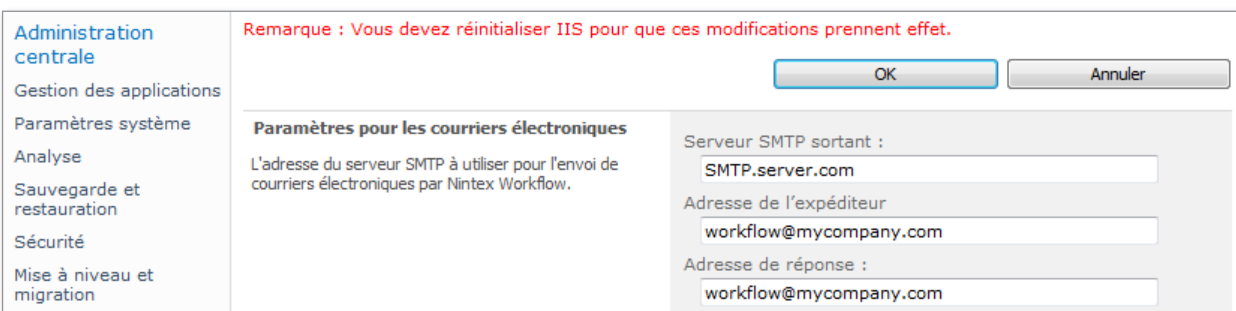 Administration
centrale
Gestion des applications
Paramètres système
Analyse
Sauvegarde et
restauration
Sécurité
Mise à niveau et
migration
Remarque : Vous devez réinitialiser IIS pour que ces modifications prennent effet.
OK
Annuler
Paramètres pour les courriers électroniques
L'adresse du serveur SMTP à utiliser pour l'envoi de
courriers électroniques par Nintex Workflow.
Serveur SMTP sortant :
SMTP.server.com
Adresse de l’expéditeur
workflow@mycompany.com
Adresse de réponse :
workflow@mycompany.com